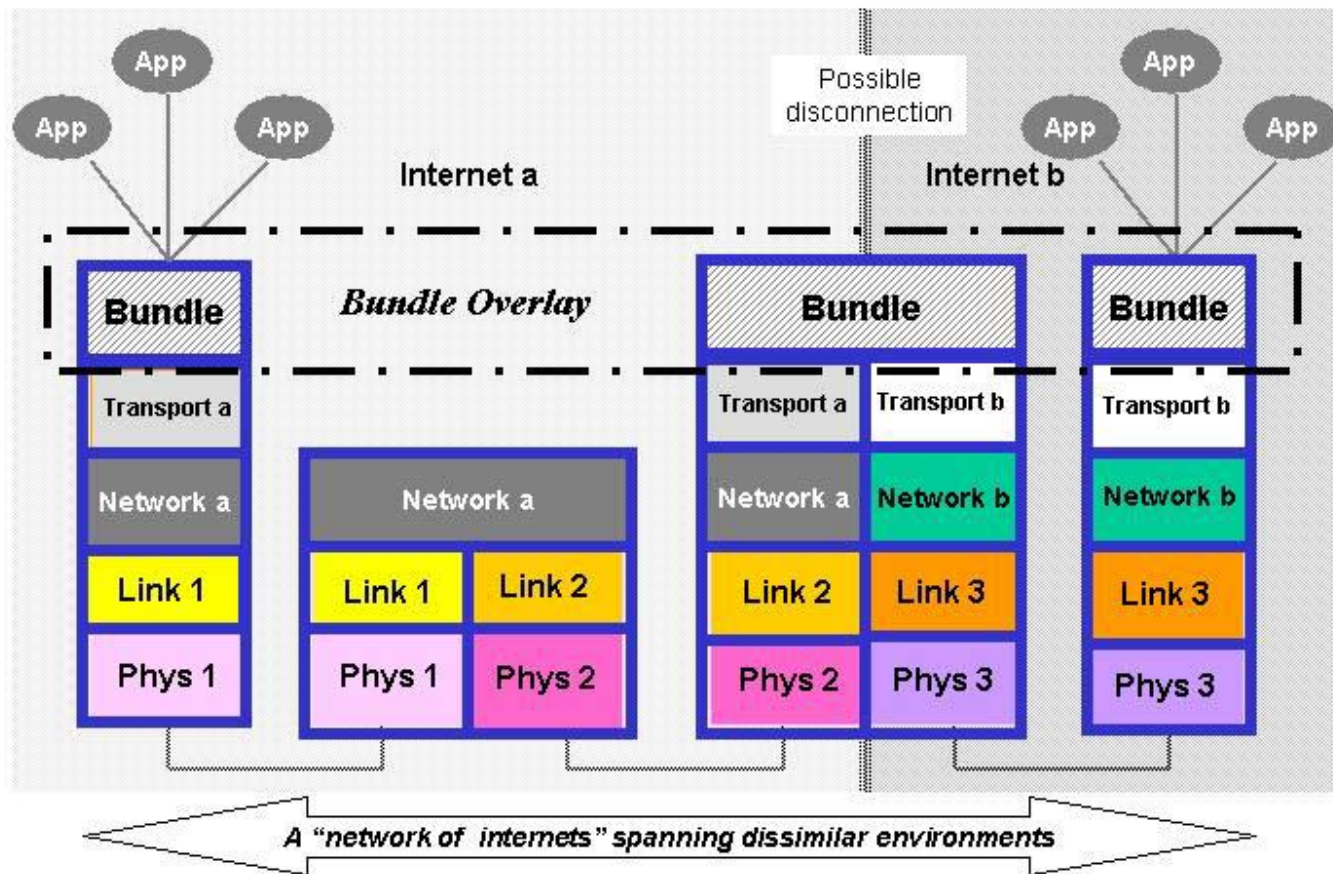 App
App
App
App
App
App
Possible
disconnection
Internet a
Internet b
Bundle
Bundle Overlay
Bundle
Bundle
Transport a
Transport a
Transport b
Transport b
Network a
Network a
Network a
Network b
Network b
Link 1
Link 1
Link 2
Link 2
Link 3
Link 3
Phys 1
Phys 1
Phys 2
Phys 2
Phys 3
Phys 3
A “network of internets” spanning dissimilar environments